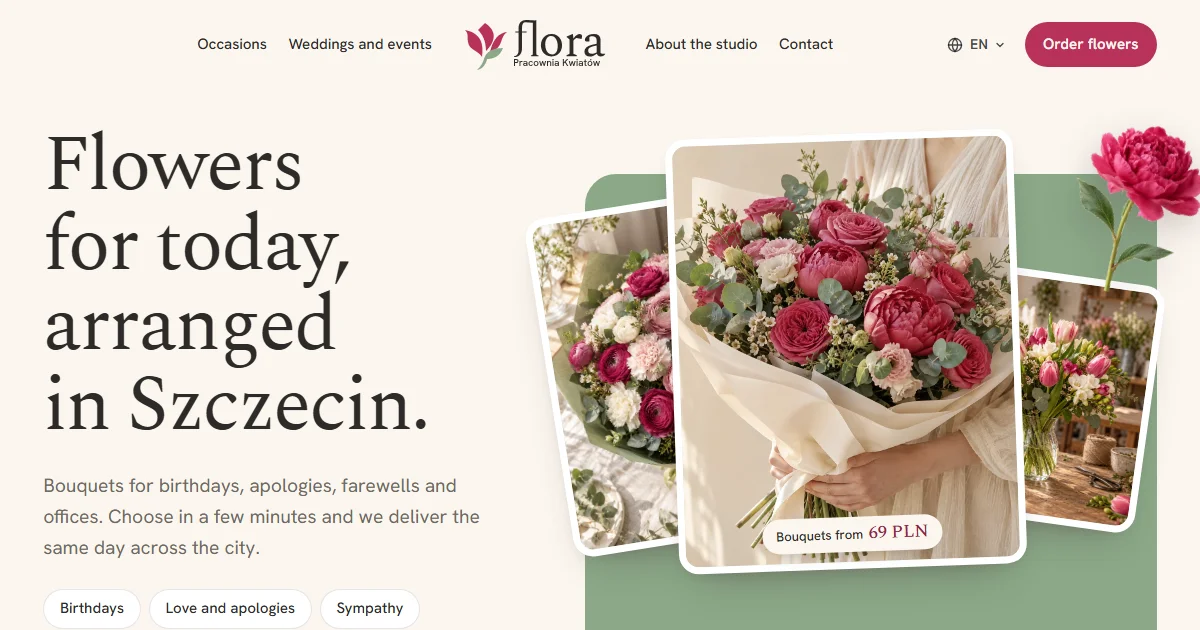 Occasions
Weddings and events
flora
Pracownia Kwiatów
About the studio
Contact
EN
Order flowers
Flowers
for today,
arranged
in Szczecin.
Bouquets for birthdays, apologies, farewells and
offices. Choose in a few minutes and we deliver the
same day across the city.
Bouquets from 69 PLN
Birthdays
Love and apologies
Sympathy